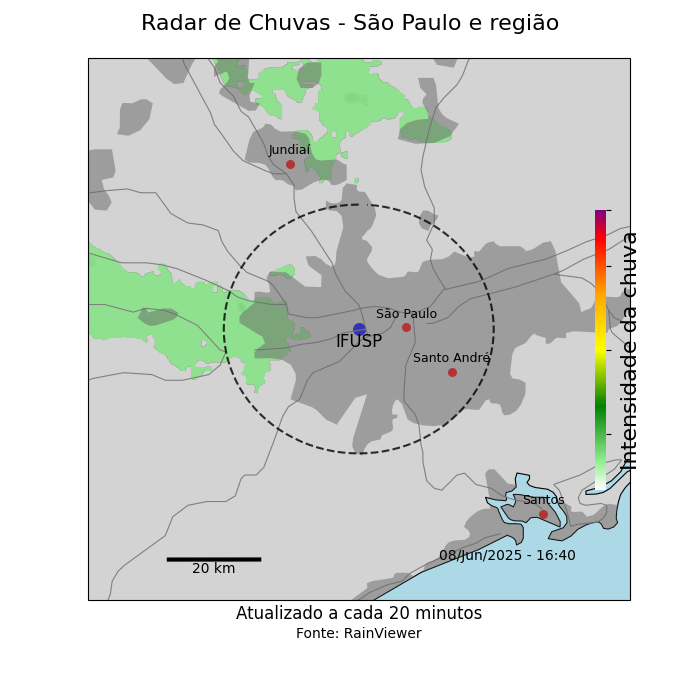 Radar de Chuvas - São Paulo e região
Jundiaí
São Paulo
IFUSP
Santo André
Intensidade da chuva
Santos
08/Jun/2025 - 16:40
20 km
Atualizado a cada 20 minutos
Fonte: RainViewer